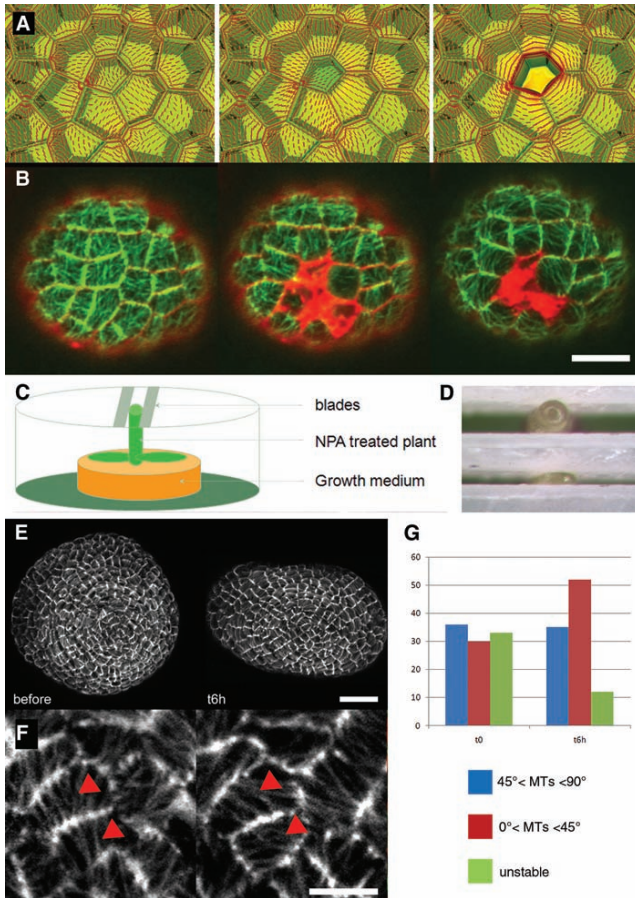 A
B
C
blades
NPA treated plant
Growth medium
D
E
before
t6h
F
G
60
50
40
30
20
10
0
t0
t6h
45°< MTs <90°
0°< MTs <45°
unstable